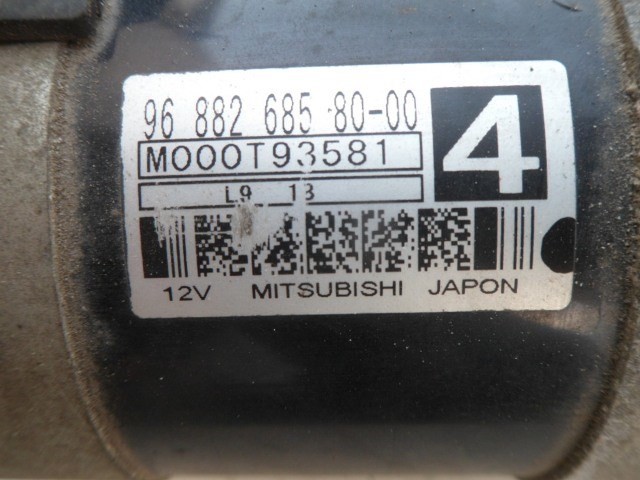 96 882 685 80-00
4
M000T93581
L9 13
12V MITSUBISHI JAPON